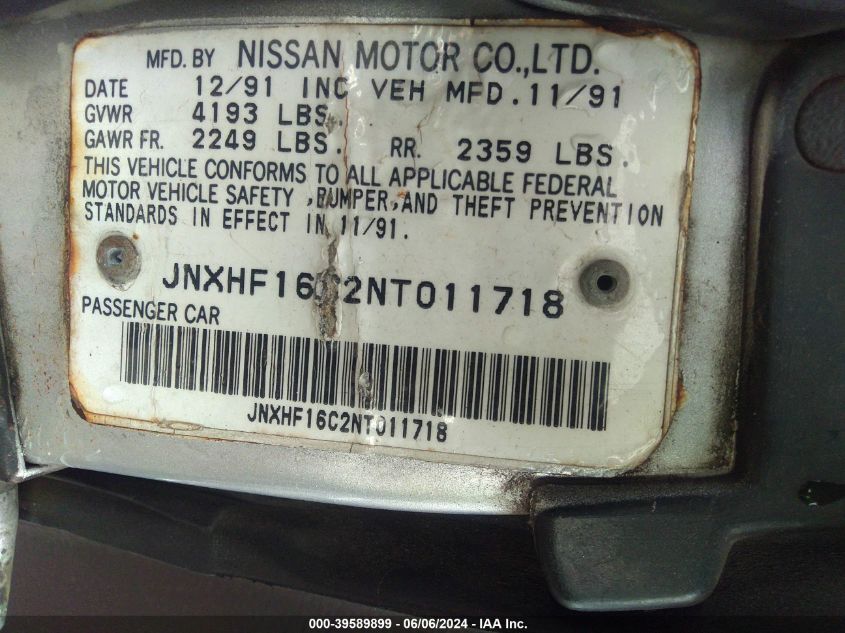 MFD. BY NISSAN MOTOR CO.,LTD.
DATE 12/91 INC VEH MFD.11/91
GVWR 4193 LBS.
GAWR FR. 2249 LBS. RR. 2359 LBS.
THIS VEHICLE CONFORMS TO ALL APPLICABLE FEDERAL
MOTOR VEHICLE SAFETY ,BUMPER,AND THEFT PREVENTION
STANDARDS IN EFFECT IN 11/91.
JNXHF16C2NT011718
PASSENGER CAR
JNXHF16C2NT011718
000-39589899 - 06/06/2024 - IAA Inc.